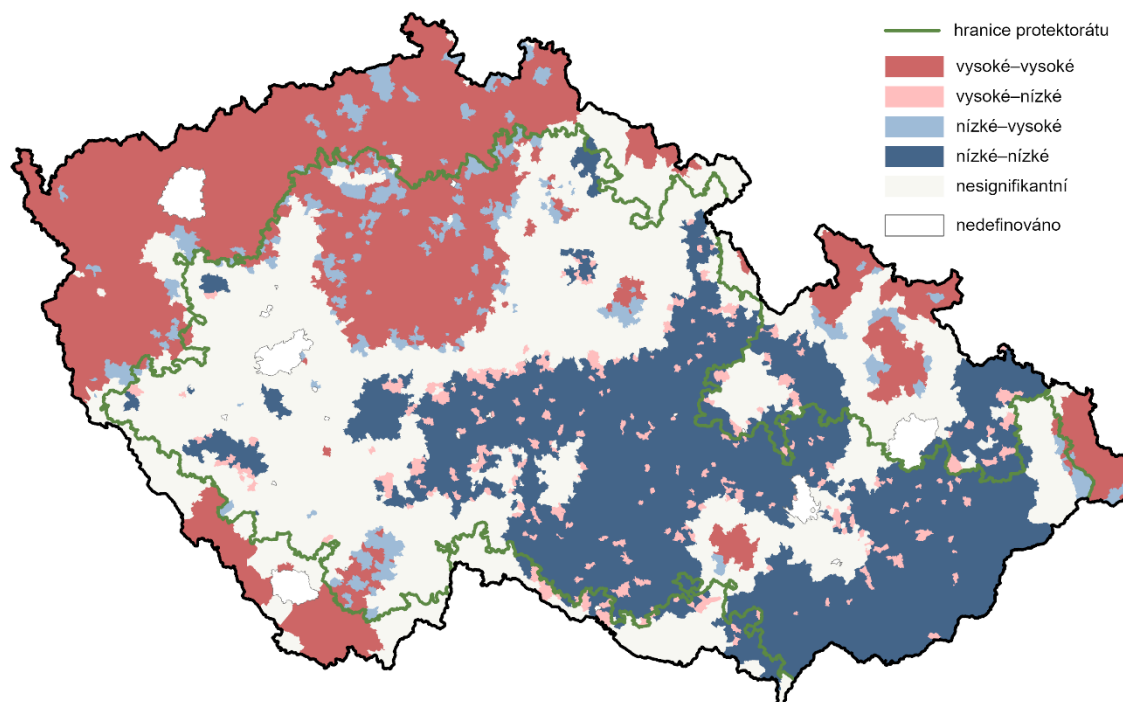 hranice protektorátu
vysoké–vysoké
vysoké–nízké
nízké–vysoké
nízké–nízké
nesignifikantní
nedefinováno